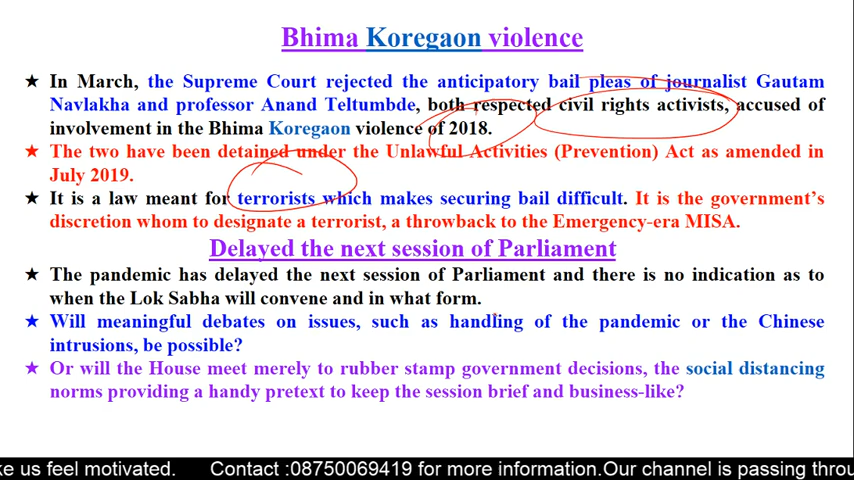 Bhima Koregaon violence
★ In March, the Supreme Court rejected the anticipatory bail pleas of journalist Gautam
Navlakha and professor Anand Teltumbde, both respected civil rights activists, accused of
involvement in the Bhima Koregaon violence of 2018.
★ The two have been detained under the Unlawful Activities (Prevention) Act as amended in
July 2019.
★ It is a law meant for terrorists which makes securing bail difficult. It is the government's
discretion whom to designate a terrorist, a throwback to the Emergency-era MISA.
Delayed the next session of Parliament
★ The pandemic has delayed the next session of Parliament and there is no indication as to
when the Lok Sabha will convene and in what form.
★ Will meaningful debates on issues, such as handling of the pandemic or the Chinese
intrusions, be possible?
★ Or will the House meet merely to rubber stamp government decisions, the social distancing
norms providing a handy pretext to keep the session brief and business-like?
ke us feel motivated. Contact :08750069419 for more information.Our channel is passing throu